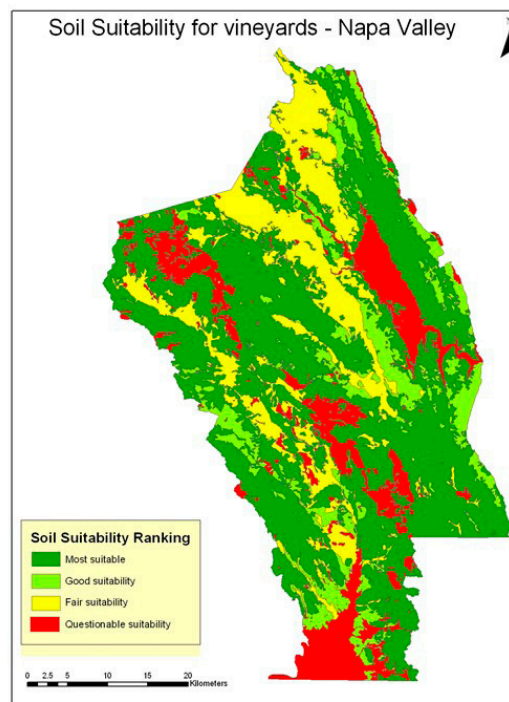 Soil Suitability for vineyards - Napa Valley
Soil Suitability Ranking
Most suitable
Good suitability
Fair suitability
Questionable suitability
0 2.5 5 10 15 20
Kilometers